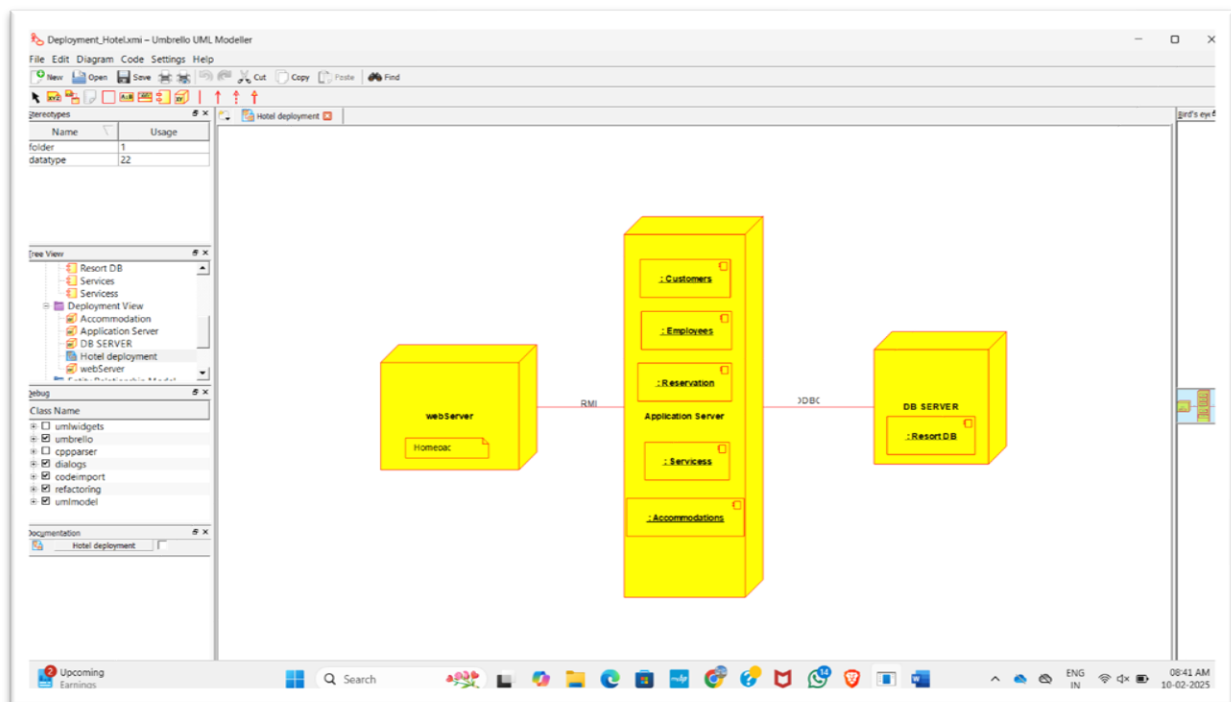 Deployment_Hotel.xmi – Umbrello UML Modeller
File Edit Diagram Code Settings Help
New Open Save Cut Copy Paste Find
Stereotypes
Hotel deployment
Bird's eye
Name Usage
folder 1
datatype 22
Tree View
Resort DB
Services
Servicess
Deployment View
Accommodation
Application Server
DB SERVER
Hotel deployment
webServer
Debug
Class Name
umlwidgets
umbrello
cppparser
dialogs
codeimport
refactoring
umlmodel
Documentation
Hotel deployment
webServer
Homepac
RMI
: Customers
: Employees
: Reservation
Application Server
: Servicess
: Accommodations
DB SERVER
: Resort DB
2
Upcoming
Earnings
Search
14
ENG
IN
08:41 AM
10-02-2025